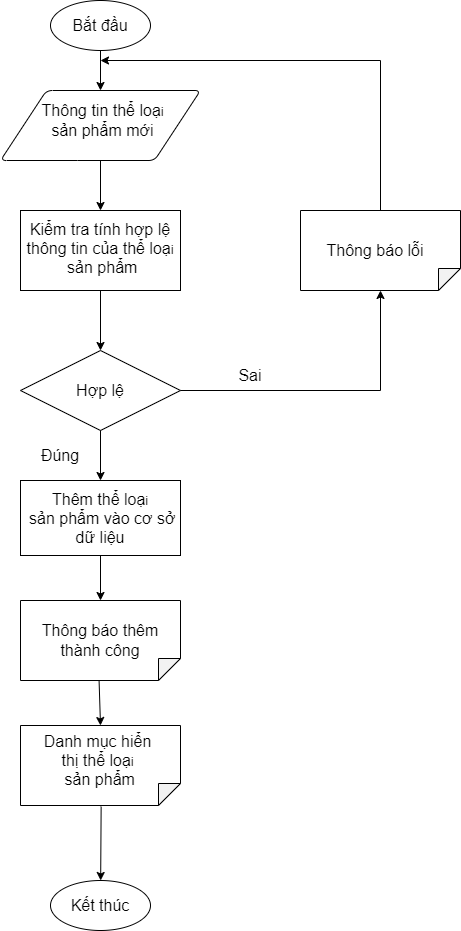 Bắt đầu
Thông tin thể loại
sản phẩm mới
Kiểm tra tính hợp lệ
thông tin của thể loại
sản phẩm
Thông báo lỗi
Hợp lệ
Sai
Đúng
Thêm thể loại
sản phẩm vào cơ sở
dữ liệu
Thông báo thêm
thành công
Danh mục hiển
thị thể loại
sản phẩm
Kết thúc